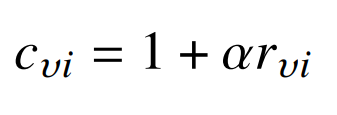 c_{υi} = 1 + αr_{υi}